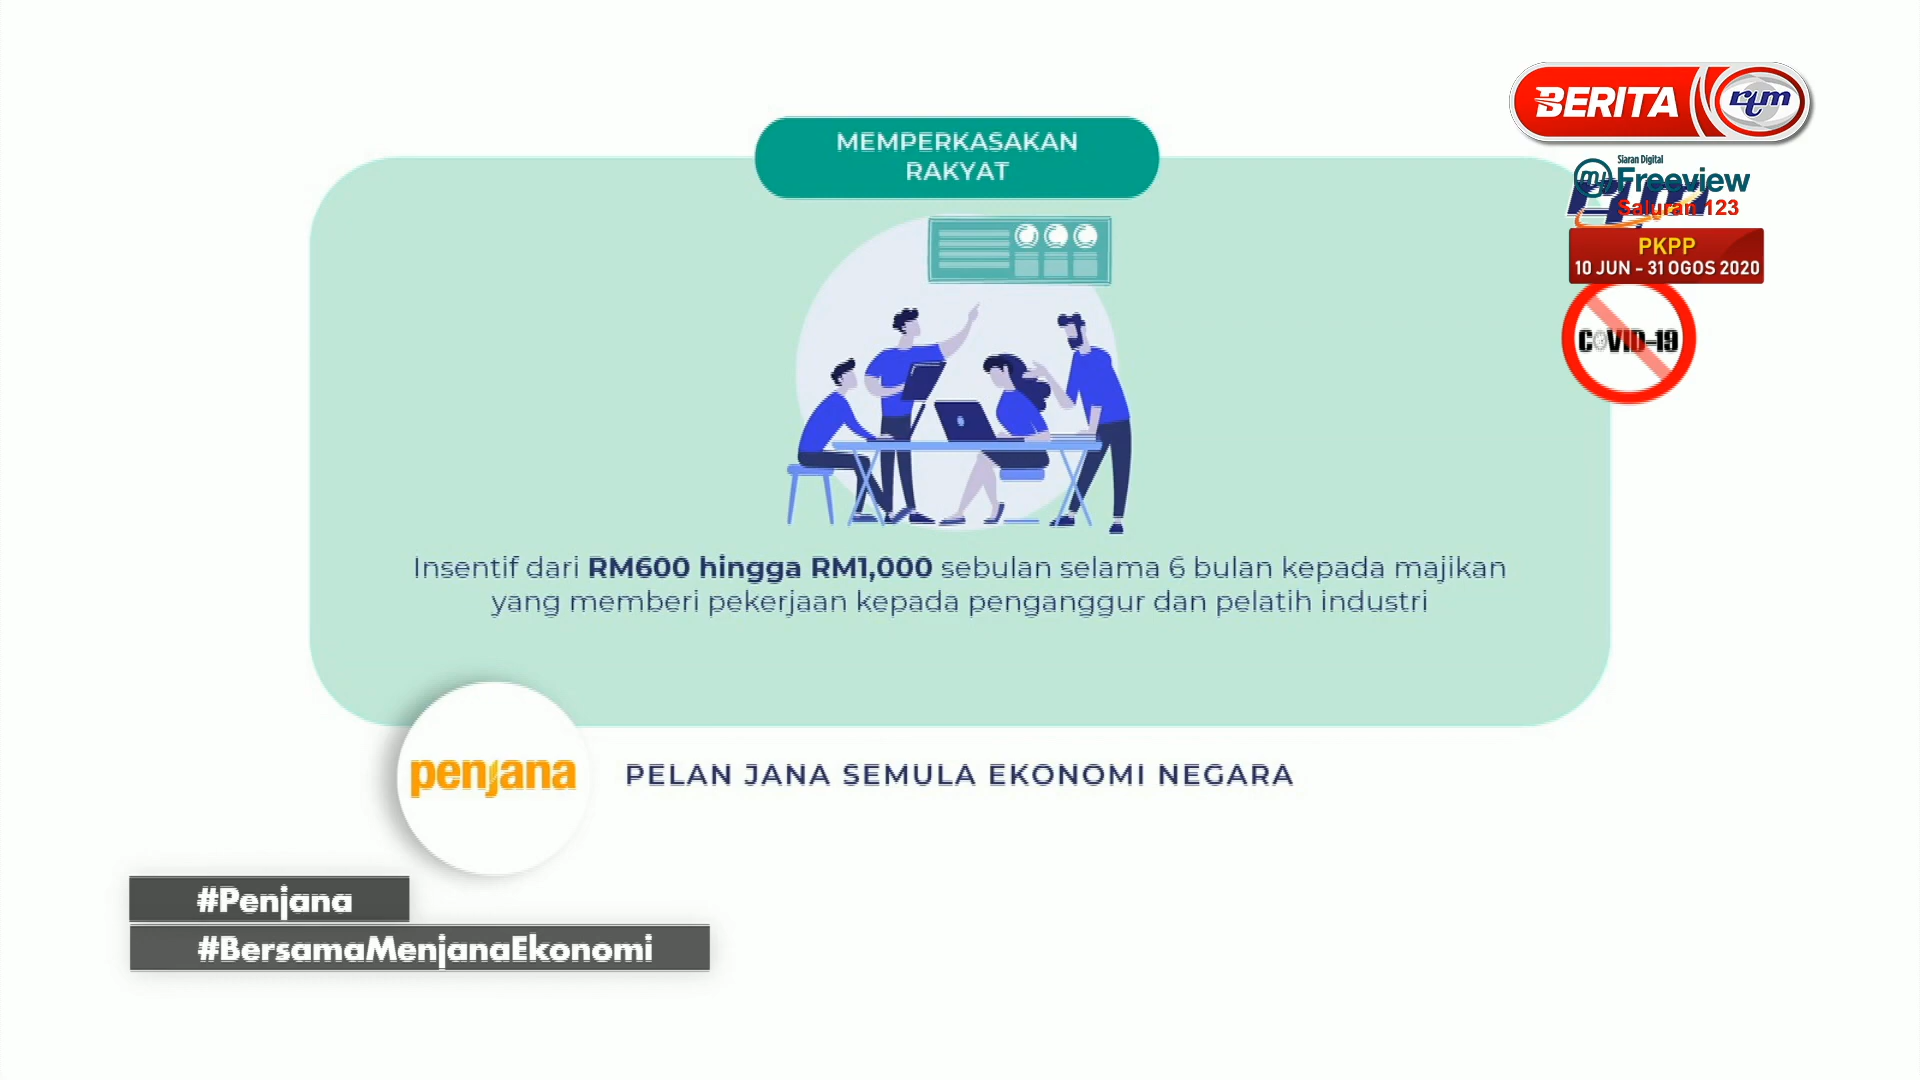 BERITA rtm
Siaran Digital
my Freeview
Saluran 123
PKPP
10 JUN - 31 OGOS 2020
COVID-19
MEMPERKASAKAN
RAKYAT
Insentif dari RM600 hingga RM1,000 sebulan selama 6 bulan kepada majikan
yang memberi pekerjaan kepada penganggur dan pelatih industri
penjana
PELAN JANA SEMULA EKONOMI NEGARA
#Penjana
#BersamaMenjanaEkonomi